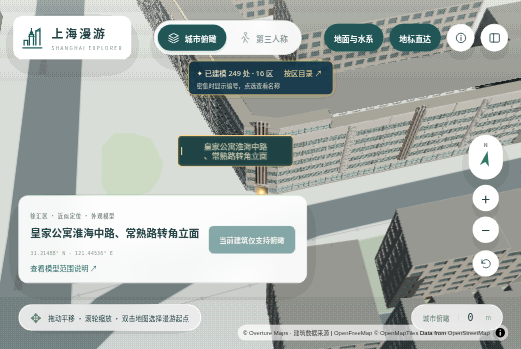 上海漫游
SHANGHAI EXPLORER
城市俯瞰
第三人称
地面与水系
地标直达
✦ 已建模 249 处 · 16 区 按区目录 ↗
密集时显示编号，点选查看名称
皇家公寓淮海中路
、常熟路转角立面
N
徐汇区 · 近似定位 · 外观模型
皇家公寓淮海中路、常熟路转角立面
当前建筑仅支持俯瞰
31.21488° N · 121.44536° E
查看模型范围说明 ↗
拖动平移 · 滚轮缩放 · 双击地图选择漫游起点
城市俯瞰 0 m
© Overture Maps · 建筑数据来源 | OpenFreeMap © OpenMapTiles Data from OpenStreetMap